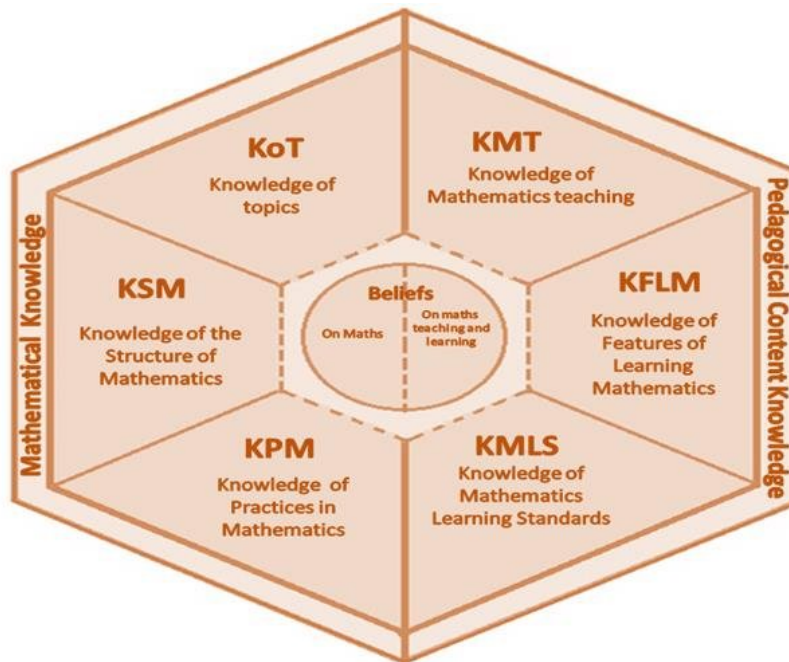 KoT
Knowledge of
topics
KMT
Knowledge of
Mathematics teaching
Mathematical Knowledge
KSM
Knowledge of the
Structure of
Mathematics
Beliefs
On Maths
On maths
teaching and
learning
KFLM
Knowledge of
Features of
Learning
Mathematics
Pedagogical Content Knowledge
KPM
Knowledge of
Practices in
Mathematics
KMLS
Knowledge of
Mathematics
Learning Standards